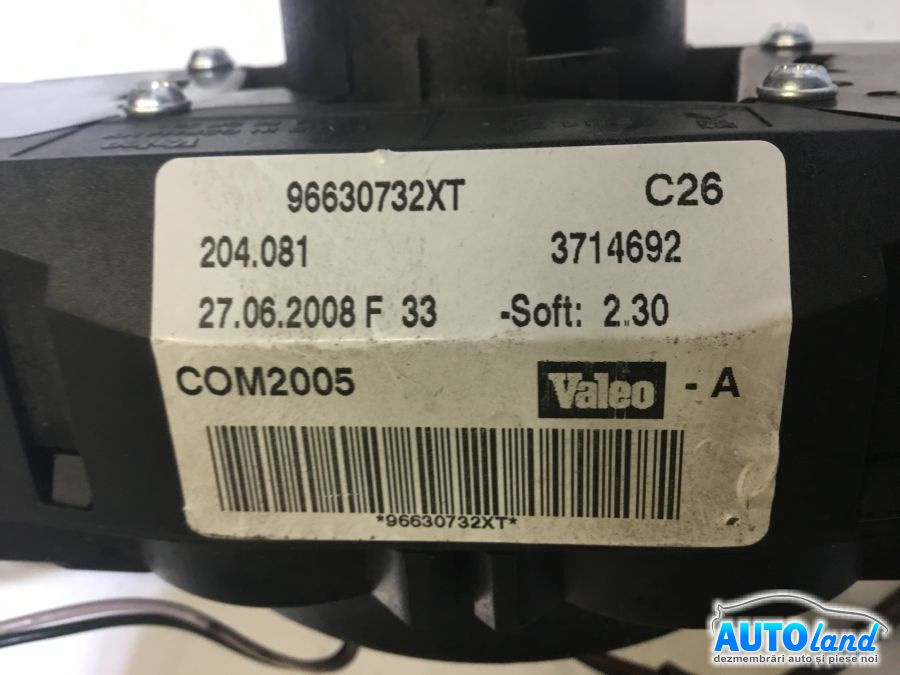 96630732XT C26
204.081 3714692
27.06.2008 F 33 -Soft: 2.30
COM2005 Valeo - A
*96630732XT*
AUTOland
dezmembrări auto și piese noi